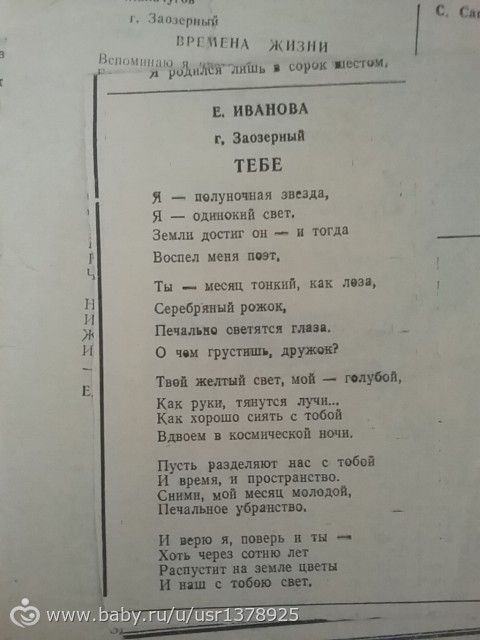 г. Заозерный
С. Са
ВРЕМЕНА ЖИЗНИ
Вспоминаю я
Я родился лишь в сорок шестом,
Е. ИВАНОВА
г. Заозерный
ТЕБЕ
Я — полуночная звезда,
Я — одинокий свет.
Земли достиг он — и тогда
Воспел меня поэт,
Ты — месяц тонкий, как лоза,
Серебряный рожок,
Печально светятся глаза.
О чем грустишь, дружок?
Твой желтый свет, мой — голубой,
Как руки, тянутся лучи...
Как хорошо сиять с тобой
Вдвоем в космической ночи.
Пусть разделяют нас с тобой
И время, и пространство.
Сними, мой месяц молодой,
Печальное убранство.
И верю я, поверь и ты —
Хоть через сотню лет
Распустит на земле цветы
И наш с тобою свет.
www.baby.ru/u/usr1378925